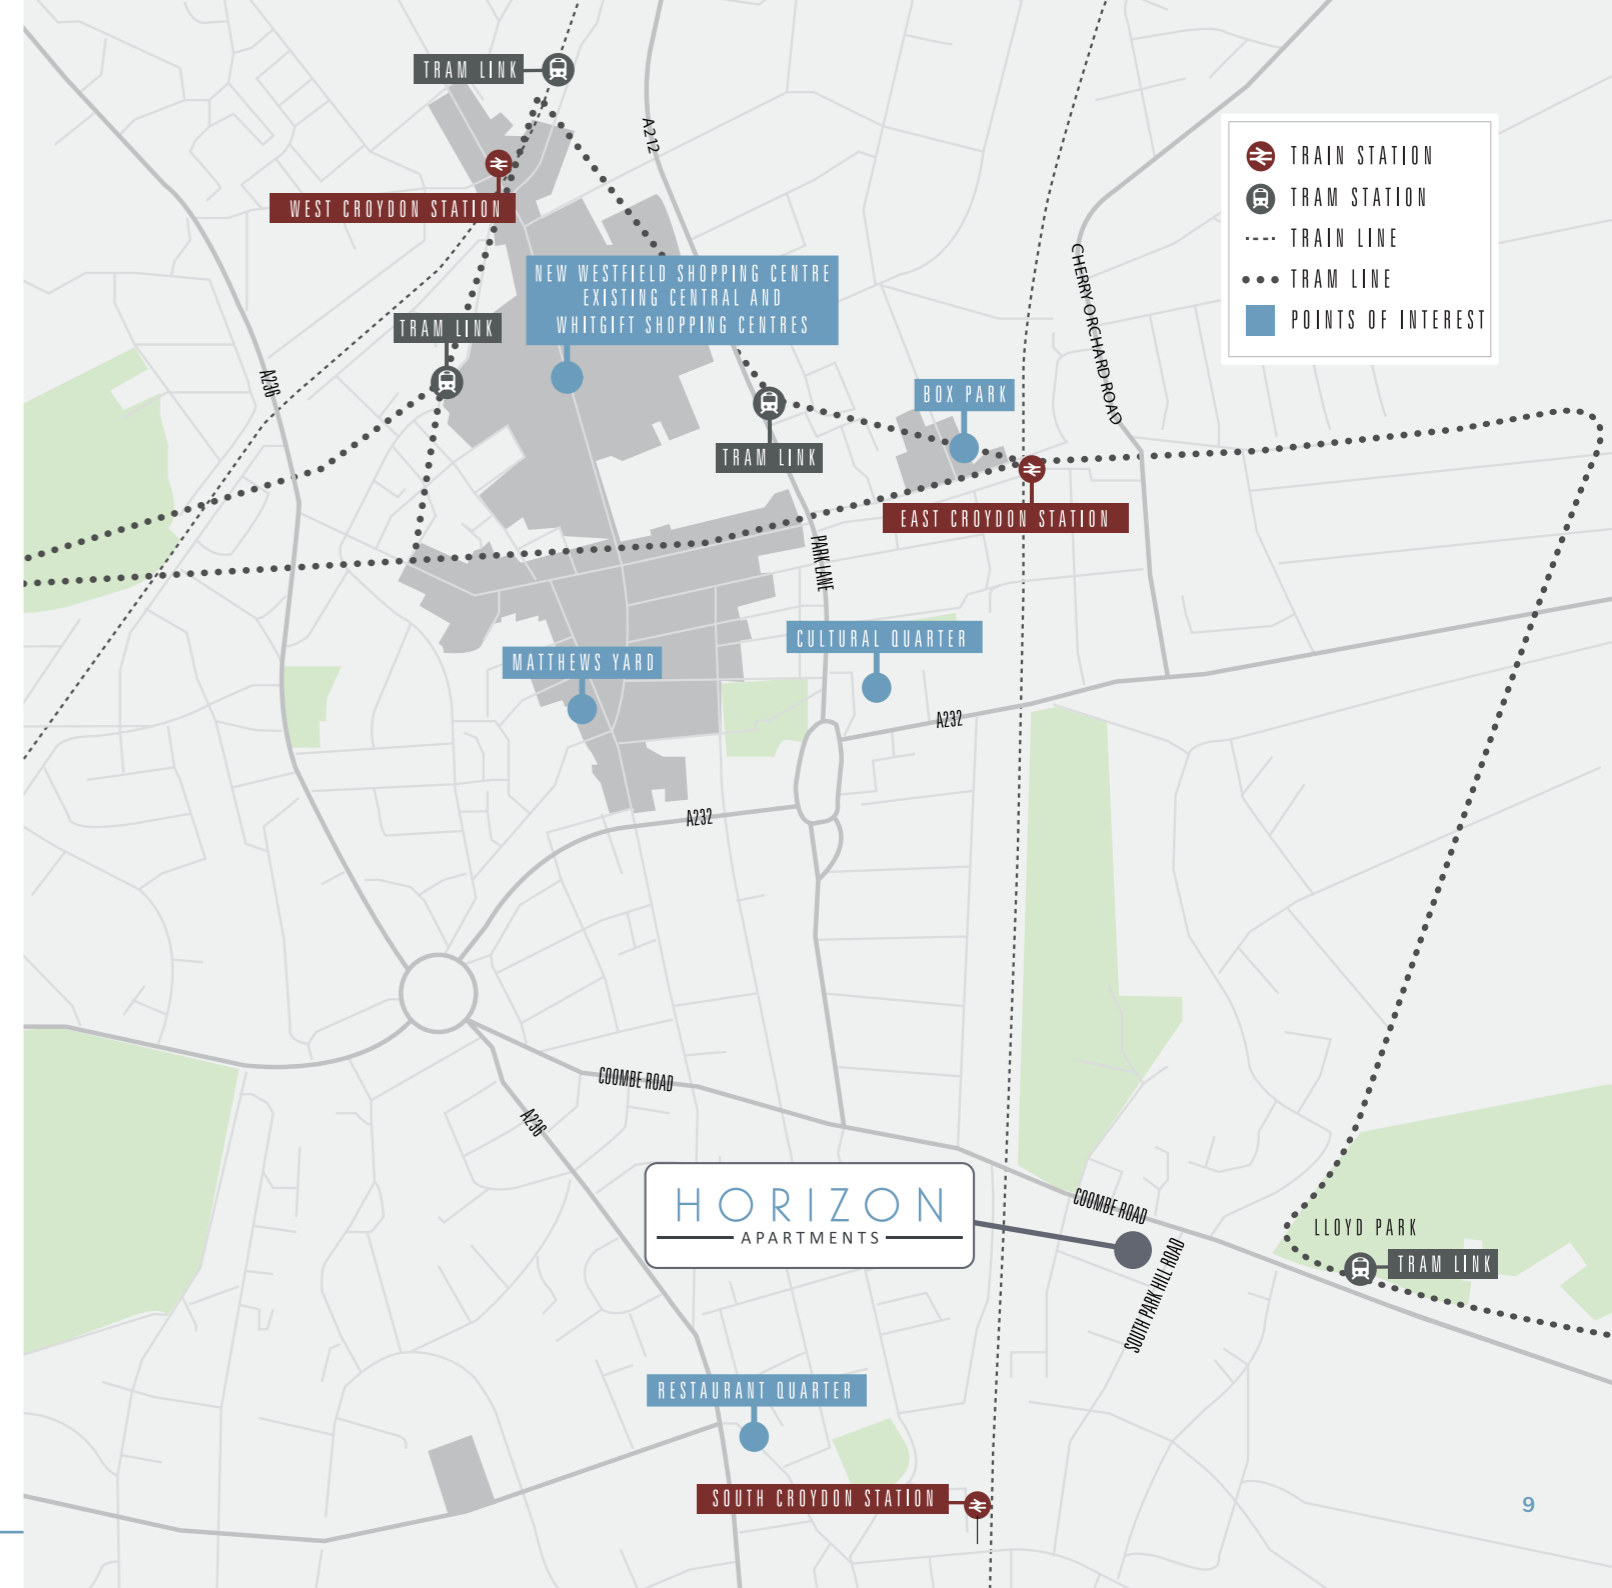 TRAM LINK
A212
TRAIN STATION
TRAM STATION
TRAIN LINE
TRAM LINE
POINTS OF INTEREST
WEST CROYDON STATION
NEW WESTFIELD SHOPPING CENTRE
EXISTING CENTRAL AND
WHITGIFT SHOPPING CENTRES
CHERRY ORCHARD ROAD
TRAM LINK
A236
BOX PARK
TRAM LINK
EAST CROYDON STATION
PARK LANE
CULTURAL QUARTER
MATTHEWS YARD
A232
A232
COOMBE ROAD
A236
HORIZON
APARTMENTS
COOMBE ROAD
LLOYD PARK
TRAM LINK
SOUTH PARK HILL ROAD
RESTAURANT QUARTER
SOUTH CROYDON STATION
9